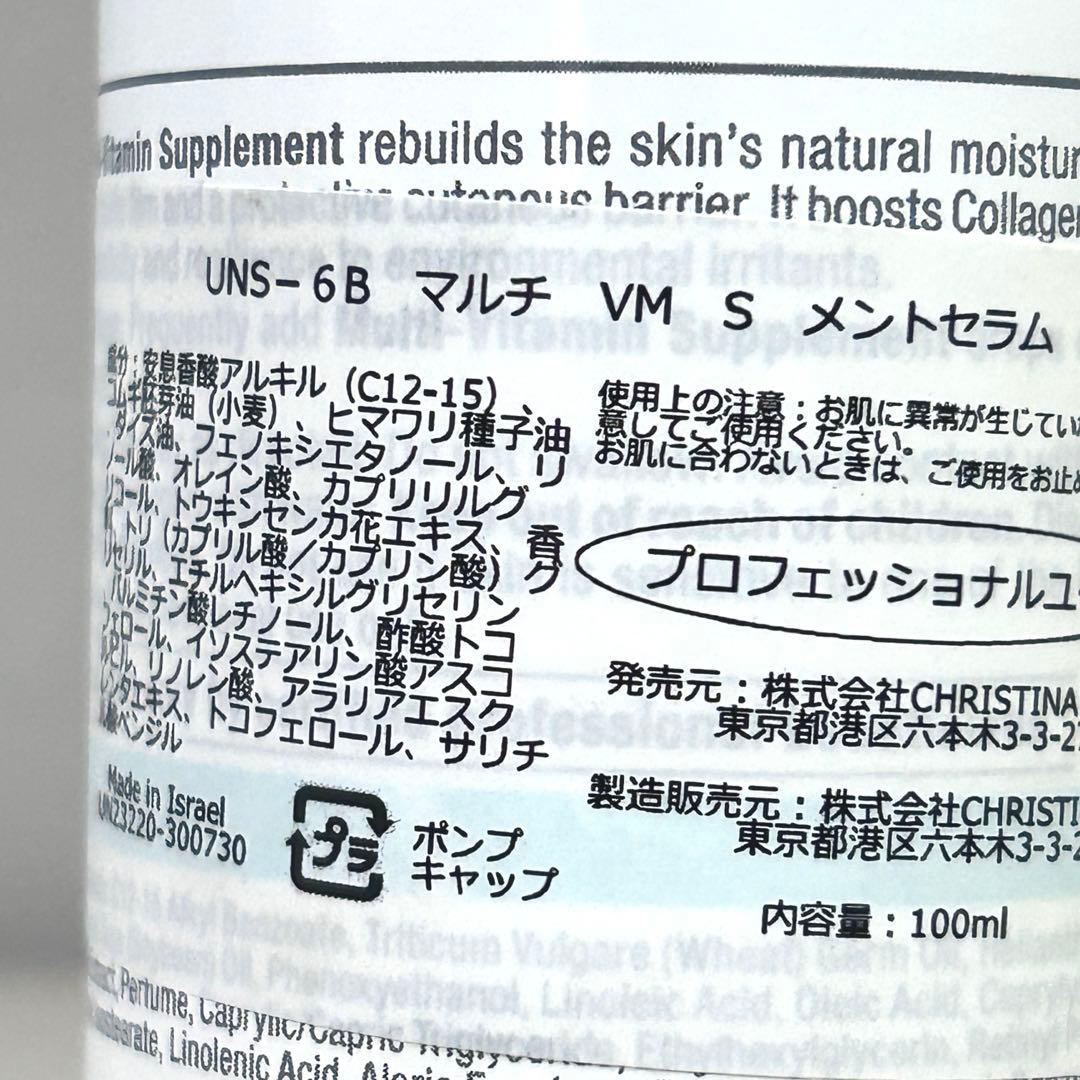 Vitamin Supplement rebuilds the skin's natural moistur
and a protective cutaneous barrier. It boosts Collagen
and resilience to environmental irritants.
frequently add Multi-Vitamin Supplement
UNS-6B マルチ VM S メントセラム
成分：安息香酸アルキル（C12-15）、
コムギ胚芽油（小麦）、ヒマワリ種子油
ダイズ油、フェノキシエタノール、リ
ノール酸、オレイン酸、カプリリルグ
リコール、トウキンセンカ花エキス、香
トリ（カプリル酸／カプリン酸）グ
リセリル、エチルヘキシルグリセリン
パルミチン酸レチノール、酢酸トコ
フェロール、イソステアリン酸アスコ
ルビル、リノレン酸、アラリアエスク
レンタエキス、トコフェロール、サリチ
ベンジル
Made in Israel
UN23220-300730
プラ
ポンプ
キャップ
使用上の注意：お肌に異常が生じてい
意してご使用ください。
お肌に合わないときは、ご使用をお止め
out of reach of children.
プロフェッショナルユ
発売元：株式会社CHRISTINA
東京都港区六本木3-3-2
製造販売元：株式会社CHRISTI
東京都港区六本木3-3-2
内容量：100ml
Alkyl Benzoate, Triticum Vulgare (Wheat) Germ Oil,
Oil, Phenoxyethanol, Linoleic Acid, Oleic Acid,
Perfume, Caprylic/Capric Triglyceride, Ethylhexylglycerin,
Linolenic Acid,